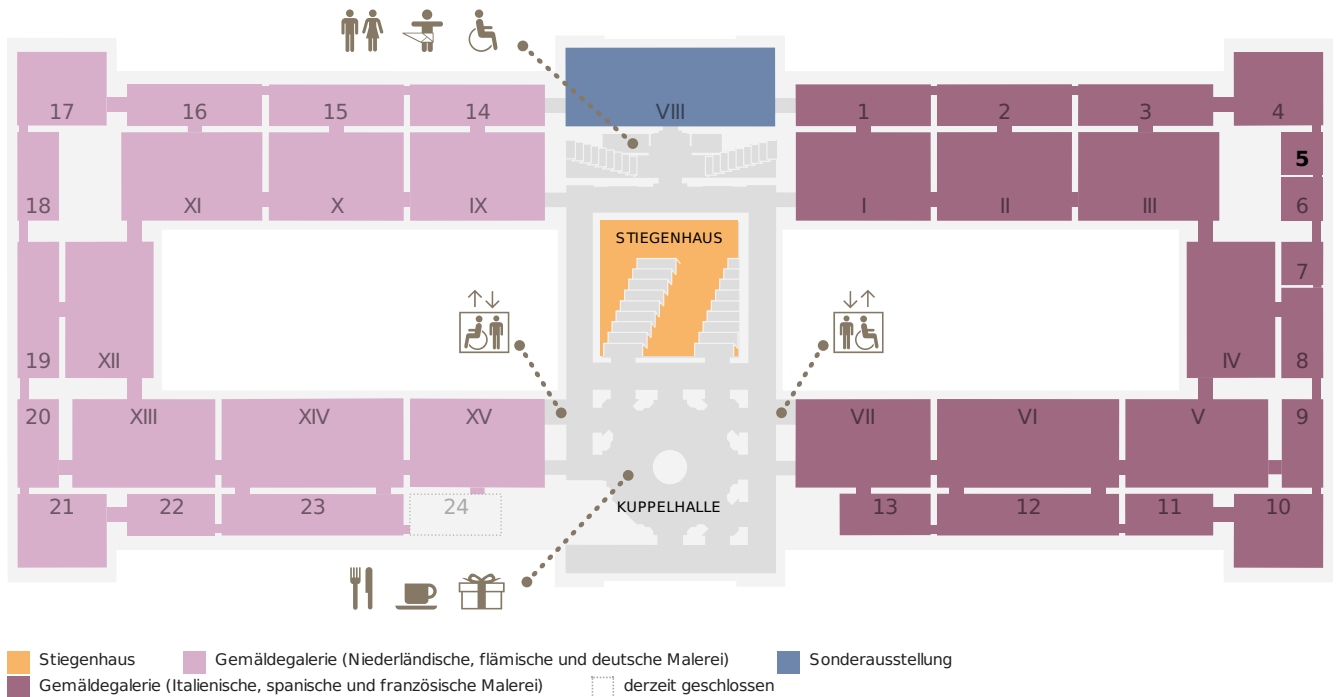 17
16
15
14
VIII
1
2
3
4
5
18
XI
X
IX
I
II
III
6
STIEGENHAUS
7
19
XII
IV
8
20
XIII
XIV
XV
VII
VI
V
9
21
22
23
24
KUPPELHALLE
13
12
11
10
Stiegenhaus
Gemäldegalerie (Niederländische, flämische und deutsche Malerei)
Sonderausstellung
Gemäldegalerie (Italienische, spanische und französische Malerei)
derzeit geschlossen